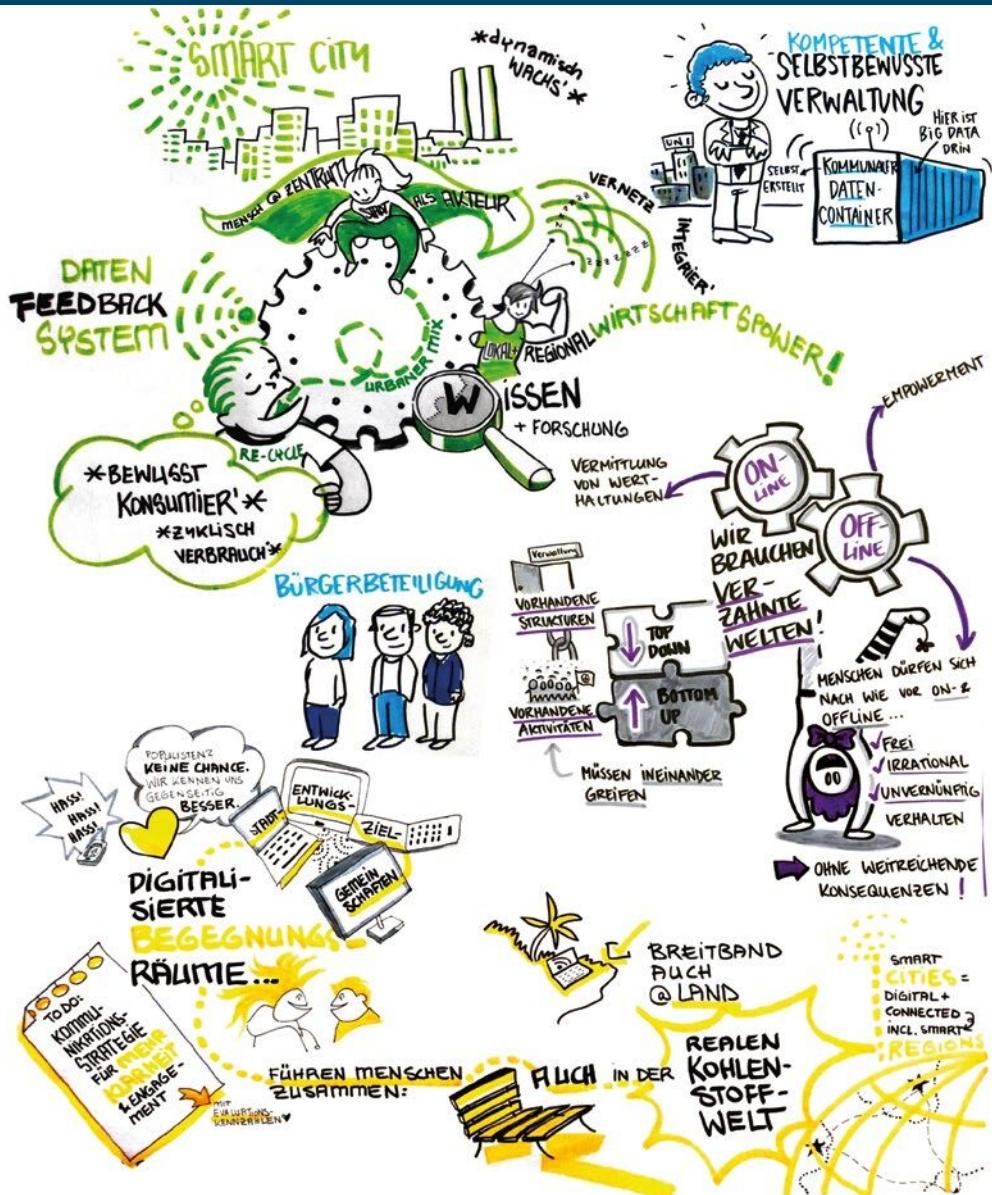 SMART CITY
*dynamisch
WACHS'*
KOMPETENTE &
SELBSTBEWUSSTE
VERWALTUNG
HIER IST
BIG DATA
DRIN
UNI
SELBST
ERSTELLT
KOMMUNALER
DATEN-
CONTAINER
MENSCH @ ZENTRUM
STADT
ALS AKTEUR
VERNETZ
INTEGRIER'
DATEN
FEEDBACK
SYSTEM
URBANER MIX
LOKAL+
REGIONAL WIRTSCHAFTSPOWER!
WISSEN
+ FORSCHUNG
RE-CYCLE
*BEWUSST
KONSUMIER'*
*ZYKLISCH
VERBRAUCH'*
EMPOWERMENT
VERMITTLUNG
VON WERT-
HALTUNGEN
ON-
LINE
OFF-
LINE
WIR
BRAUCHEN
VER-
ZAHNTE
WELTEN!
BÜRGERBETEILIGUNG
Verwaltung
VORHANDENE
STRUKTUREN
TOP
DOWN
VORHANDENE
AKTIVITÄTEN
BOTTOM
UP
MÜSSEN INEINANDER
GREIFEN
MENSCHEN DÜRFEN SICH
NACH WIE VOR ON- &
OFFLINE...
FREI
IRRATIONAL
UNVERNÜNFTIG
VERHALTEN
OHNE WEITREICHENDE
KONSEQUENZEN!
HASS!
HASS!
HASS!
POPULISTEN
KEINE CHANCE.
WIR KENNEN UNS
GEGENSEITIG
BESSER.
STADT-
ENTWICK-
LUNGS-
ZIEL-
GEMEIN
SCHAFTEN
DIGITALI-
SIERTE
BEGEGNUNGS-
RÄUME...
TO DO:
KOMMU-
NIKATIONS-
STRATEGIE
FÜR MEHR
KLARHEIT
& ENGAGE-
MENT
MIT
EVALUATIONS-
KENNZAHLEN
FÜHREN MENSCHEN
ZUSAMMEN:
BREITBAND
AUCH
@ LAND
AUCH IN DER
REALEN
KOHLEN-
STOFF-
WELT
SMART
CITIES =
DIGITAL +
CONNECTED
INCL. SMART
REGIONS